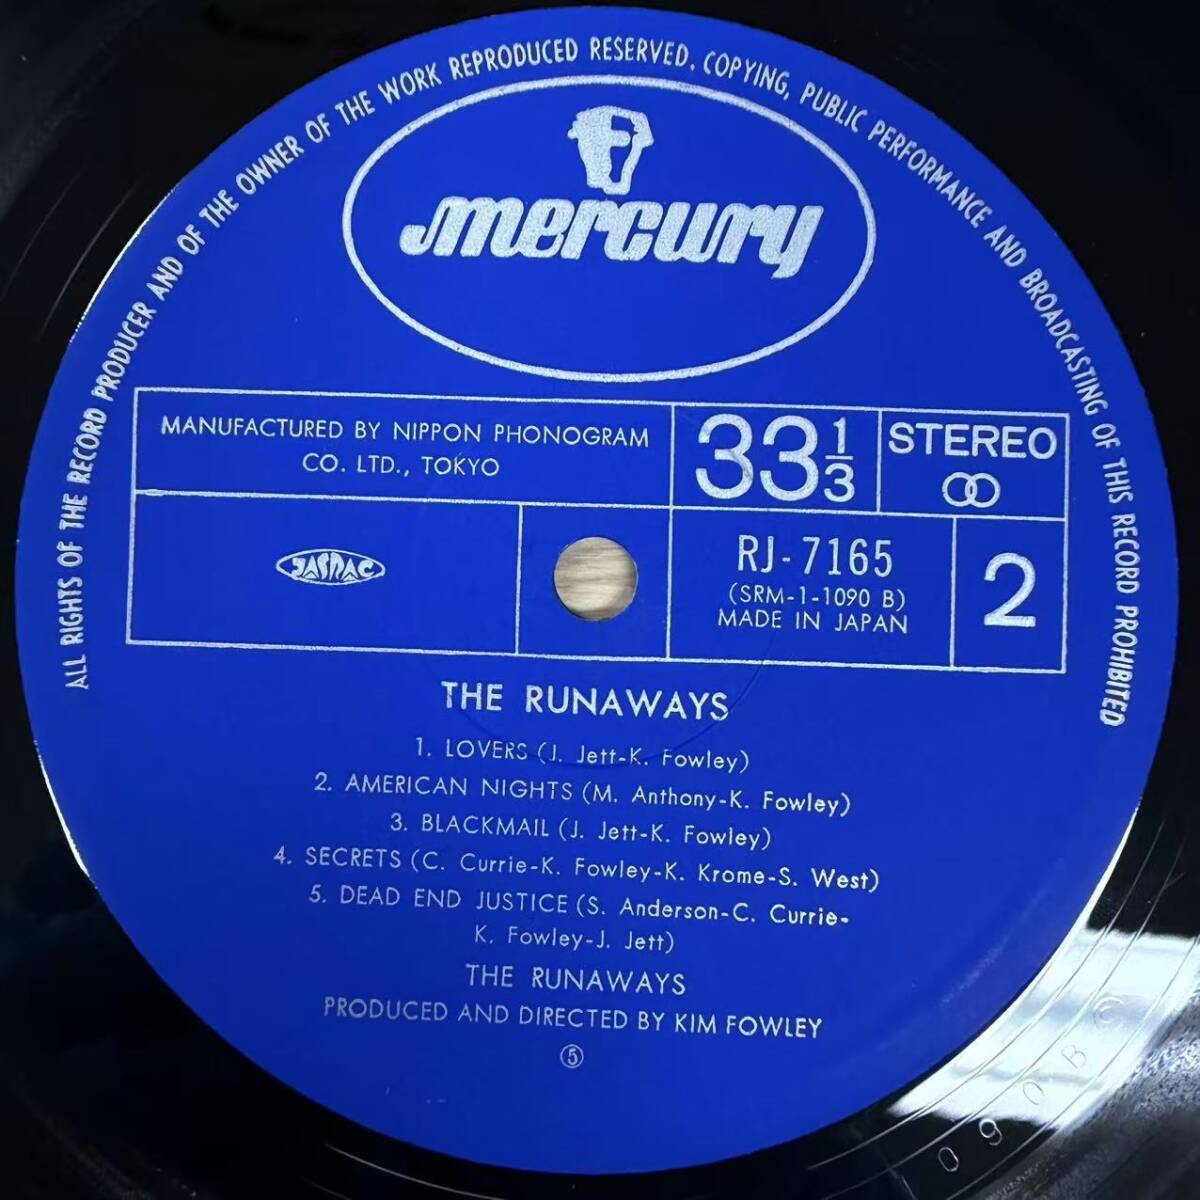 ALL RIGHTS OF THE RECORD PRODUCER AND OF THE OWNER OF THE WORK REPRODUCED RESERVED. COPYING, PUBLIC PERFORMANCE AND BROADCASTING OF THIS RECORD PROHIBITED
mercury
MANUFACTURED BY NIPPON PHONOGRAM
CO. LTD., TOKYO
33 1/3
STEREO
JASRAC
RJ-7165
(SRM-1-1090 B)
MADE IN JAPAN
2
THE RUNAWAYS
1. LOVERS (J. Jett-K. Fowley)
2. AMERICAN NIGHTS (M. Anthony-K. Fowley)
3. BLACKMAIL (J. Jett-K. Fowley)
4. SECRETS (C. Currie-K. Fowley-K. Krome-S. West)
5. DEAD END JUSTICE (S. Anderson-C. Currie-
K. Fowley-J. Jett)
THE RUNAWAYS
PRODUCED AND DIRECTED BY KIM FOWLEY
⑤